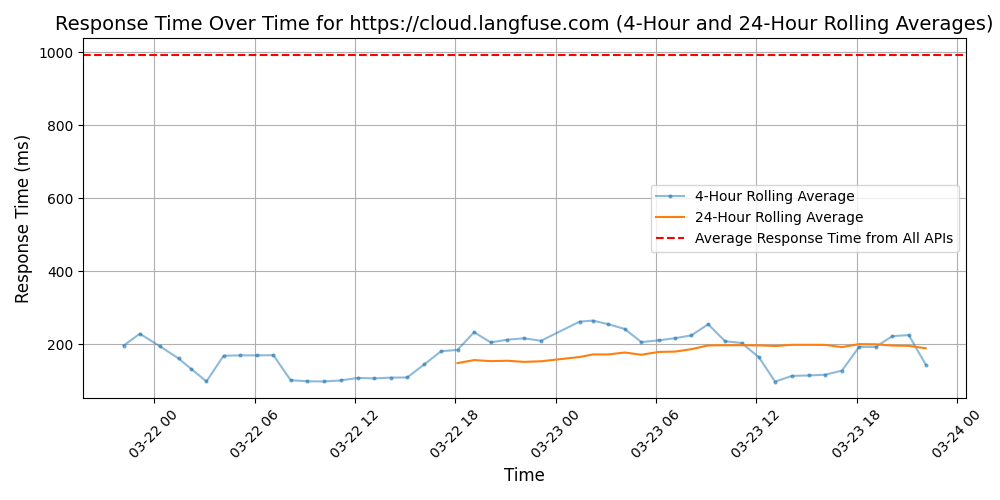 Response Time Over Time for https://cloud.langfuse.com (4-Hour and 24-Hour Rolling Averages)
Response Time (ms)
1000
800
600
400
200
4-Hour Rolling Average
24-Hour Rolling Average
Average Response Time from All APIs
03-22 00
03-22 06
03-22 12
03-22 18
03-23 00
03-23 06
03-23 12
03-23 18
03-24 00
Time